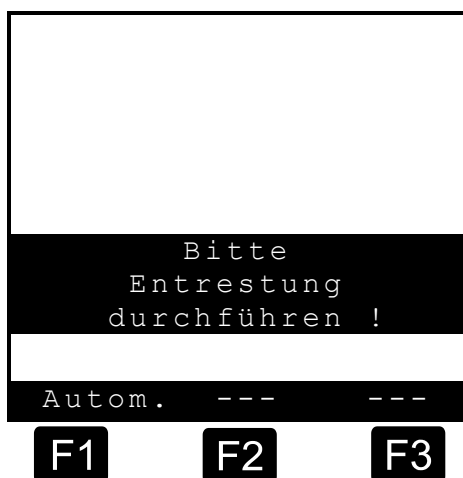 Bitte
Entrestung
durchführen !
Autom. --- ---
F1 F2 F3